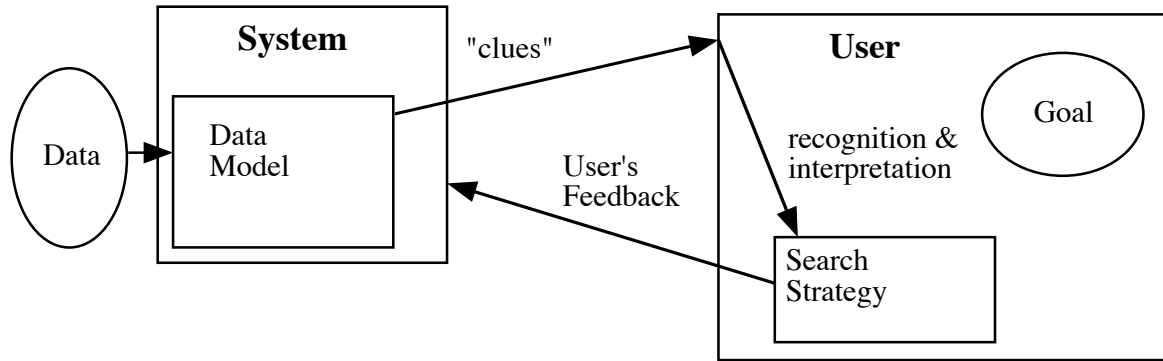 System
"clues"
User
Data
Data
Model
Goal
recognition &
interpretation
User's
Feedback
Search
Strategy